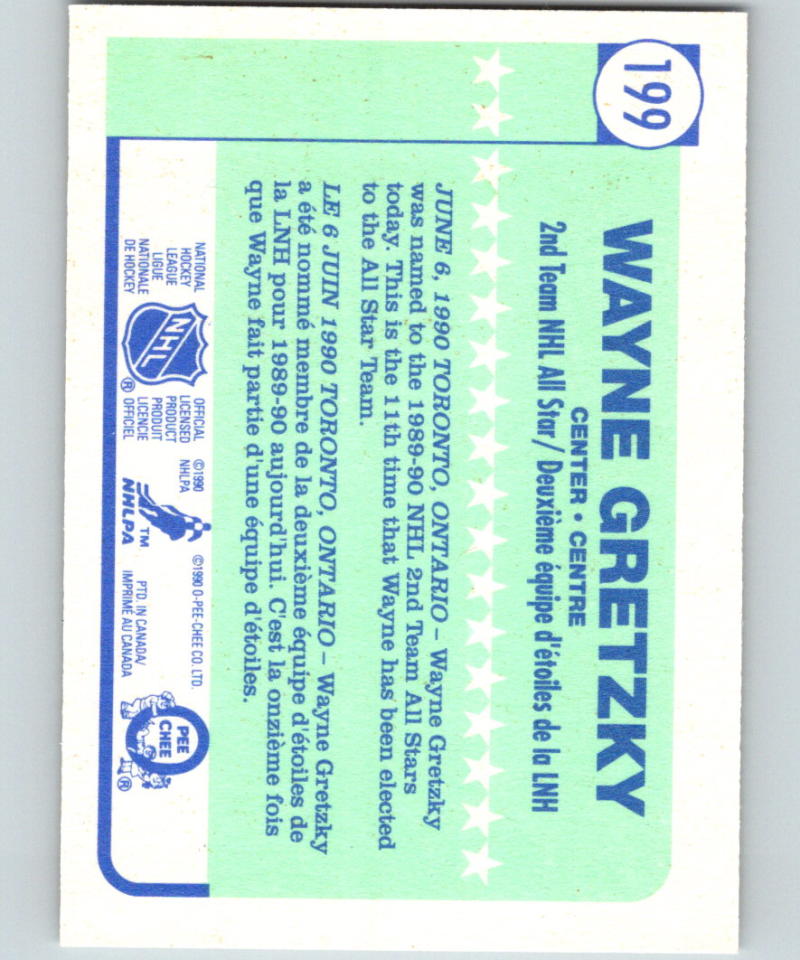 199
WAYNE GRETZKY
CENTER • CENTRE
2nd Team NHL All Star/Deuxième équipe d'étoiles de la LNH
JUNE 6, 1990 TORONTO, ONTARIO – Wayne Gretzky
was named to the 1989-90 NHL 2nd Team All Stars
today. This is the 11th time that Wayne has been elected
to the All Star Team.
LE 6 JUIN 1990 TORONTO, ONTARIO – Wayne Gretzky
a été nommé membre de la deuxième équipe d'étoiles de
la LNH pour 1989-90 aujourd'hui. C'est la onzième fois
que Wayne fait partie d'une équipe d'étoiles.
NATIONAL
HOCKEY
LEAGUE
LIGUE
NATIONALE
DE HOCKEY
NHL
®
OFFICIAL
LICENSED
PRODUCT
PRODUIT
LICENCIE
OFFICIEL
©1990
NHLPA
TM
NHLPA
©1990 O-PEE-CHEE CO. LTD.
PTD. IN CANADA/
IMPRIMÉ AU CANADA
O
PEE
CHEE
®